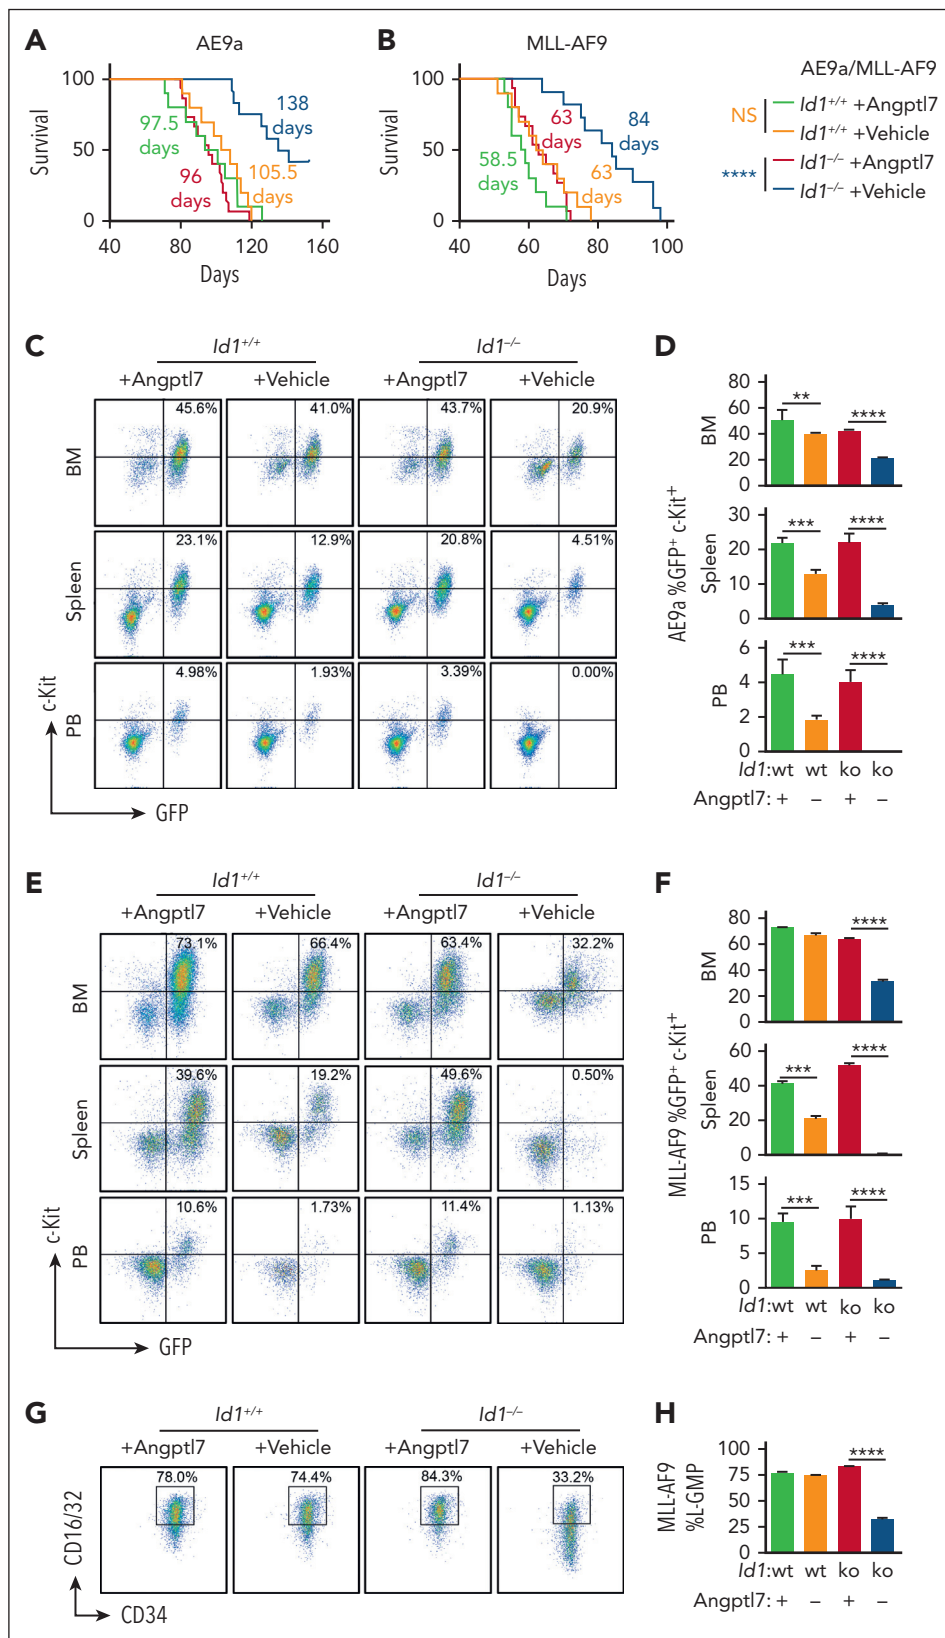 A AE9a
Survival
100
50
0
40 80 120 160
Days
97.5
days
96
days
138
days
105.5
days
B MLL-AF9
Survival
100
50
0
40 60 80 100
Days
58.5
days
63
days
84
days
63
days
AE9a/MLL-AF9
NS
Id1+/+ +Angptl7
Id1+/+ +Vehicle
****
Id1–/– +Angptl7
Id1–/– +Vehicle
C Id1+/+ Id1–/–
+Angptl7 +Vehicle +Angptl7 +Vehicle
BM 45.6% 41.0% 43.7% 20.9%
Spleen 23.1% 12.9% 20.8% 4.51%
PB 4.98% 1.93% 3.39% 0.00%
c-Kit
GFP
D
AE9a %GFP+ c-Kit+
BM
80
60
40
20
0
** ****
Spleen
30
20
10
0
*** ****
PB
6
4
2
0
*** ****
Id1: wt wt ko ko
Angptl7: + – + –
E Id1+/+ Id1–/–
+Angptl7 +Vehicle +Angptl7 +Vehicle
BM 73.1% 66.4% 63.4% 32.2%
Spleen 39.6% 19.2% 49.6% 0.50%
PB 10.6% 1.73% 11.4% 1.13%
c-Kit
GFP
F
MLL-AF9 %GFP+ c-Kit+
BM
80
60
40
20
0
****
Spleen
60
40
20
0
*** ****
PB
15
10
5
0
*** ****
Id1: wt wt ko ko
Angptl7: + – + –
G Id1+/+ Id1–/–
+Angptl7 +Vehicle +Angptl7 +Vehicle
78.0% 74.4% 84.3% 33.2%
CD16/32
CD34
H
MLL-AF9
%L-GMP
100
75
50
25
0
****
Id1: wt wt ko ko
Angptl7: + – + –